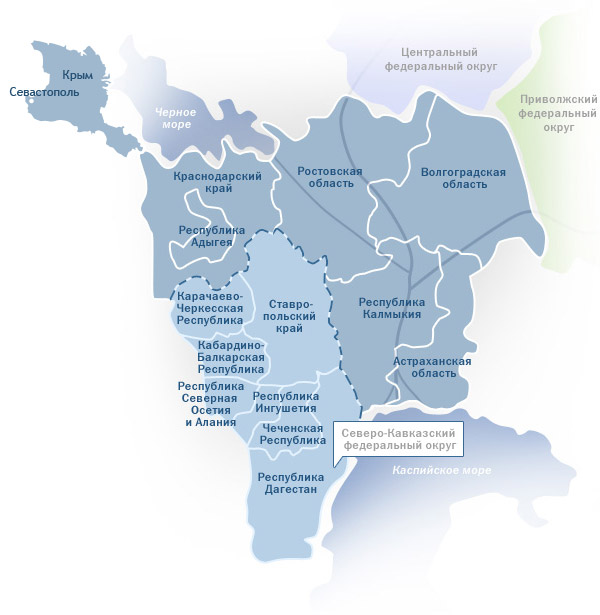 Центральный
федеральный округ
Крым
Севастополь
Приволжский
федеральный
округ
Черное
море
Краснодарский
край
Ростовская
область
Волгоградская
область
Республика
Адыгея
Карачаево-
Черкесская
Республика
Ставро-
польский
край
Республика
Калмыкия
Кабардино-
Балкарская
Республика
Астраханская
область
Республика
Северная
Осетия
и Алания
Республика
Ингушетия
Чеченская
Республика
Северо-Кавказский
федеральный округ
Каспийское море
Республика
Дагестан